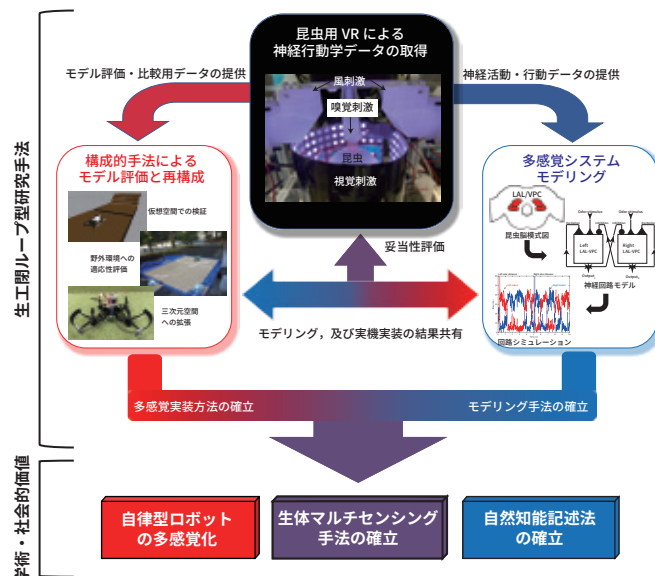 昆虫用 VR による
神経行動学データの取得
風刺激
嗅覚刺激
昆虫
視覚刺激
モデル評価・比較用データの提供
神経活動・行動データの提供
生工閉ループ型研究手法
構成的手法による
モデル評価と再構成
仮想空間での検証
野外環境への
適応性評価
三次元空間
への拡張
多感覚システム
モデリング
LAL/VPC
昆虫脳模式図
Left
LAL-VPC
Right
LAL-VPC
神経回路モデル
回路シミュレーション
妥当性評価
モデリング，及び実機実装の結果共有
多感覚実装方法の確立
モデリング手法の確立
学術・社会的価値
自律型ロボット
の多感覚化
生体マルチセンシング
手法の確立
自然知能記述法
の確立